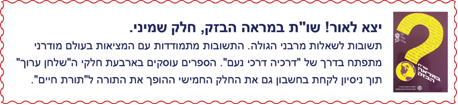 יצא לאור! שו"ת במראה הבזק, חלק שמיני.
תשובות לשאלות מרבני הגולה. התשובות מתמודדות עם המציאות בעולם מודרני
מתפתח בדרך של "דרכיה דרכי נועם". הספרים עוסקים בארבעת חלקי ה"שלחן ערוך"
תוך ניסיון לקחת בחשבון גם את החלק החמישי ההופך את התורה ל"תורת חיים".